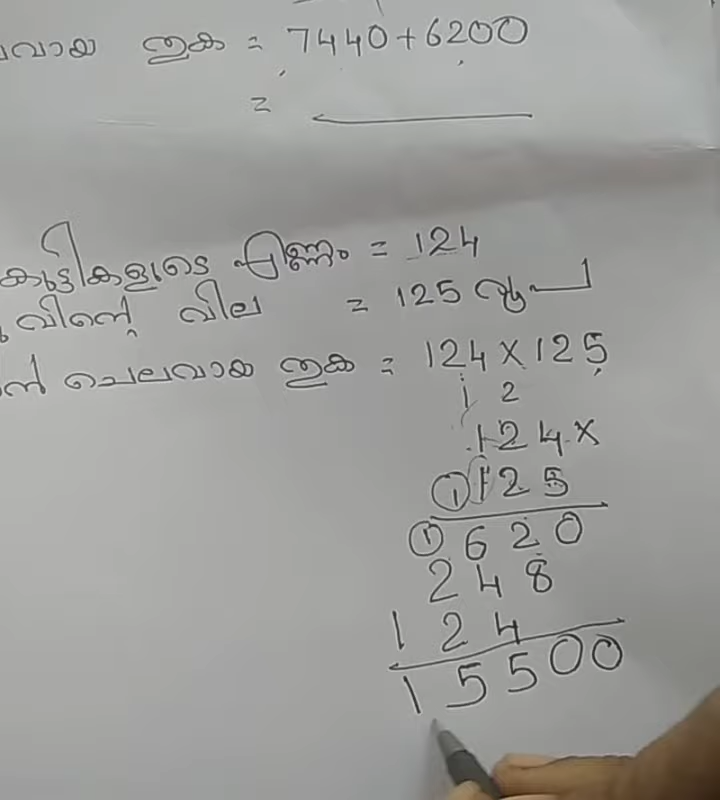 തുക = 7440+6200
=
കുട്ടികളുടെ എണ്ണം = 124
വില = 125 രൂപ
ചെലവായ തുക = 124×125
1 2
124×
1 125
1 620
248
124
15500